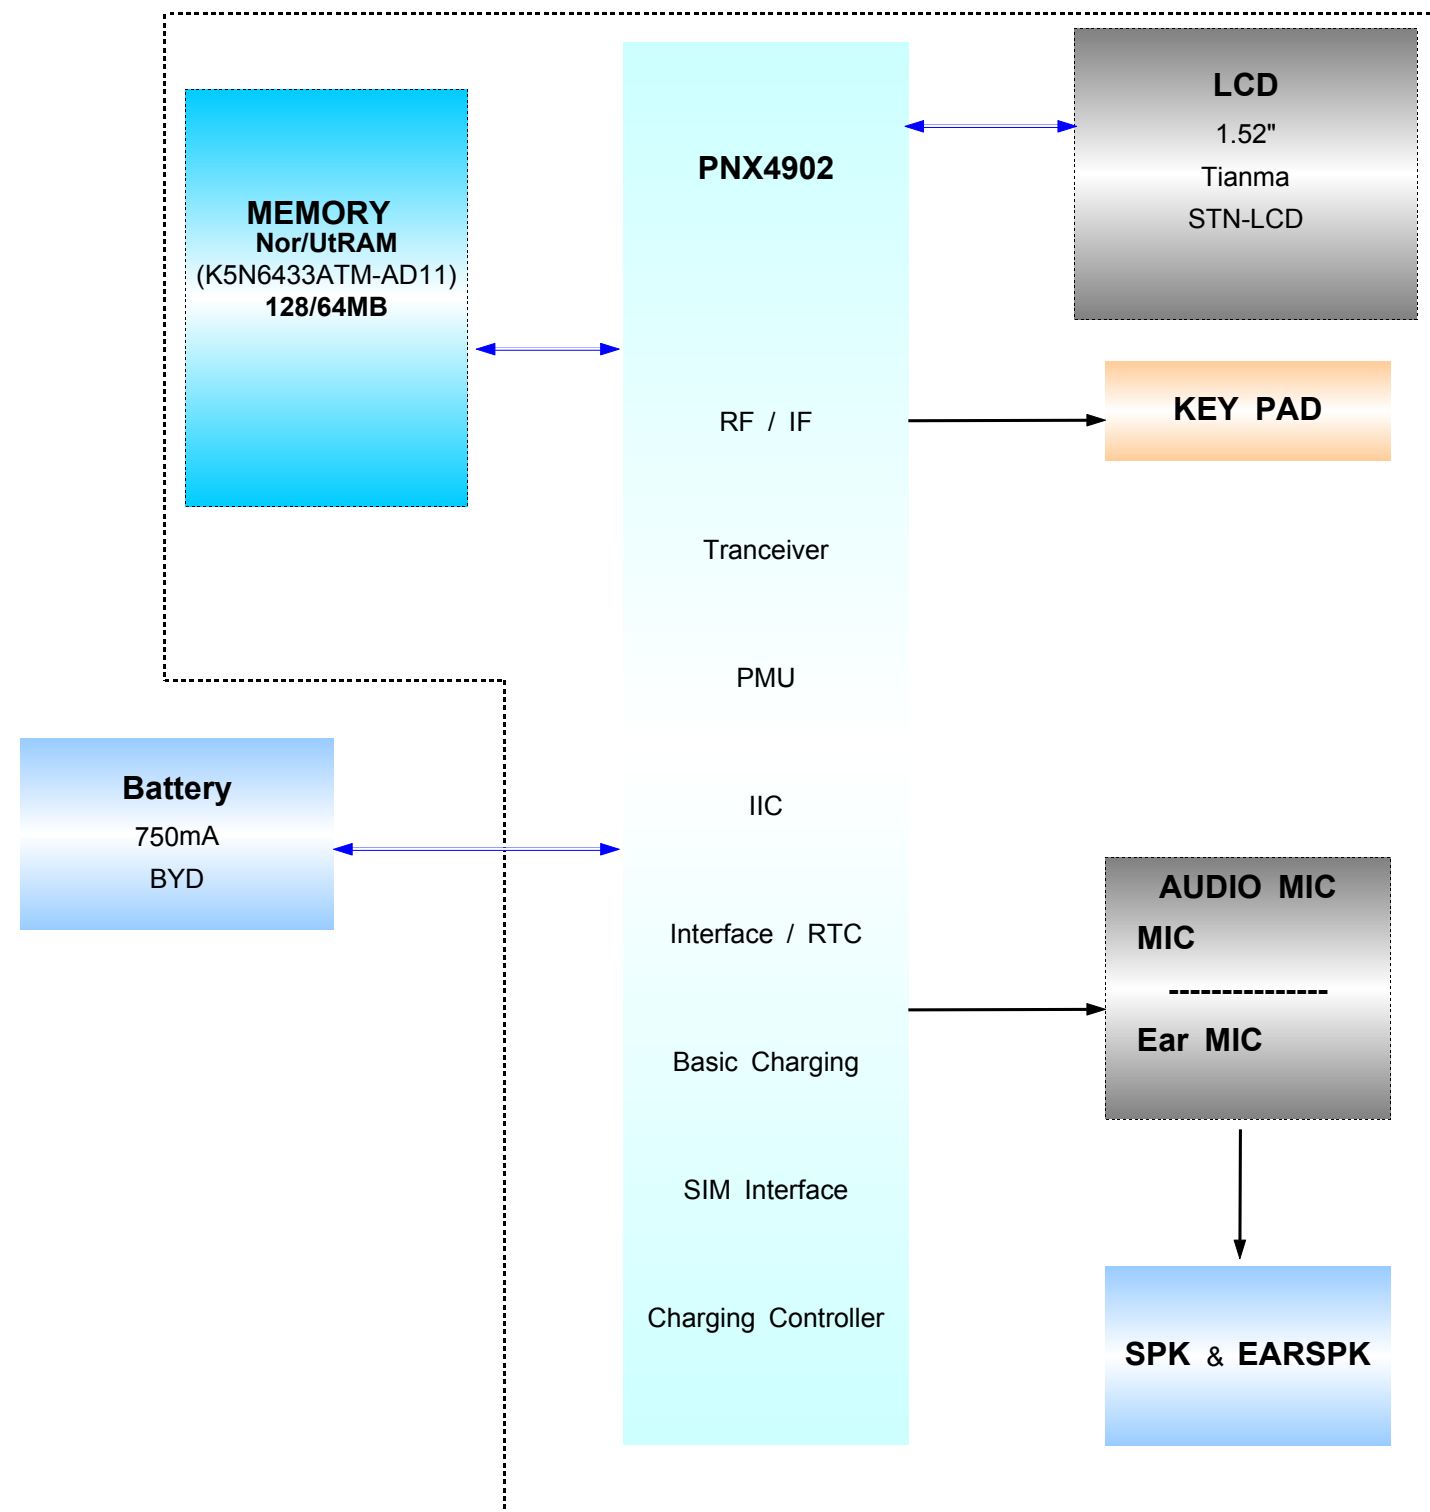 MEMORY
Nor/UtRAM
(K5N6433ATM-AD11)
128/64MB
PNX4902
RF / IF
Tranceiver
PMU
IIC
Interface / RTC
Basic Charging
SIM Interface
Charging Controller
LCD
1.52"
Tianma
STN-LCD
KEY PAD
Battery
750mA
BYD
AUDIO MIC
MIC
---------------
Ear MIC
SPK & EARSPK